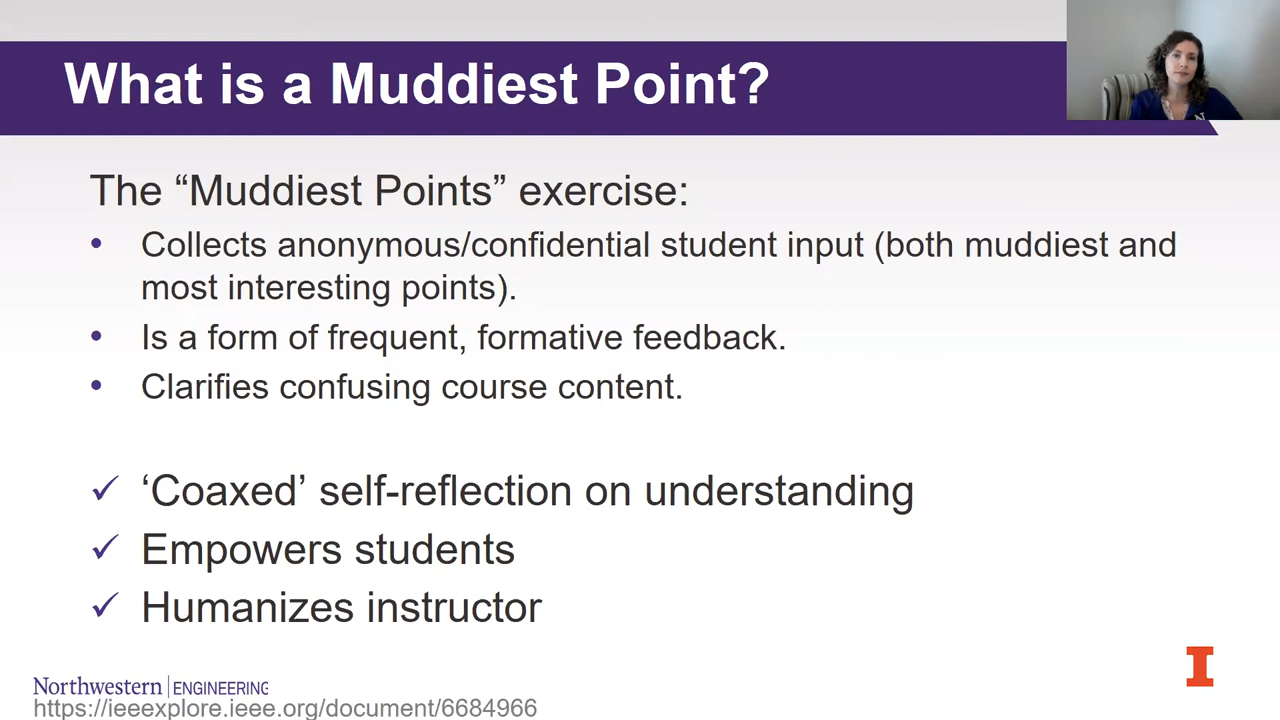 What is a Muddiest Point?
The “Muddiest Points” exercise:
• Collects anonymous/confidential student input (both muddiest and
most interesting points).
• Is a form of frequent, formative feedback.
• Clarifies confusing course content.
✓ ‘Coaxed’ self-reflection on understanding
✓ Empowers students
✓ Humanizes instructor
N
I
Northwestern | ENGINEERING
https://ieeexplore.ieee.org/document/6684966